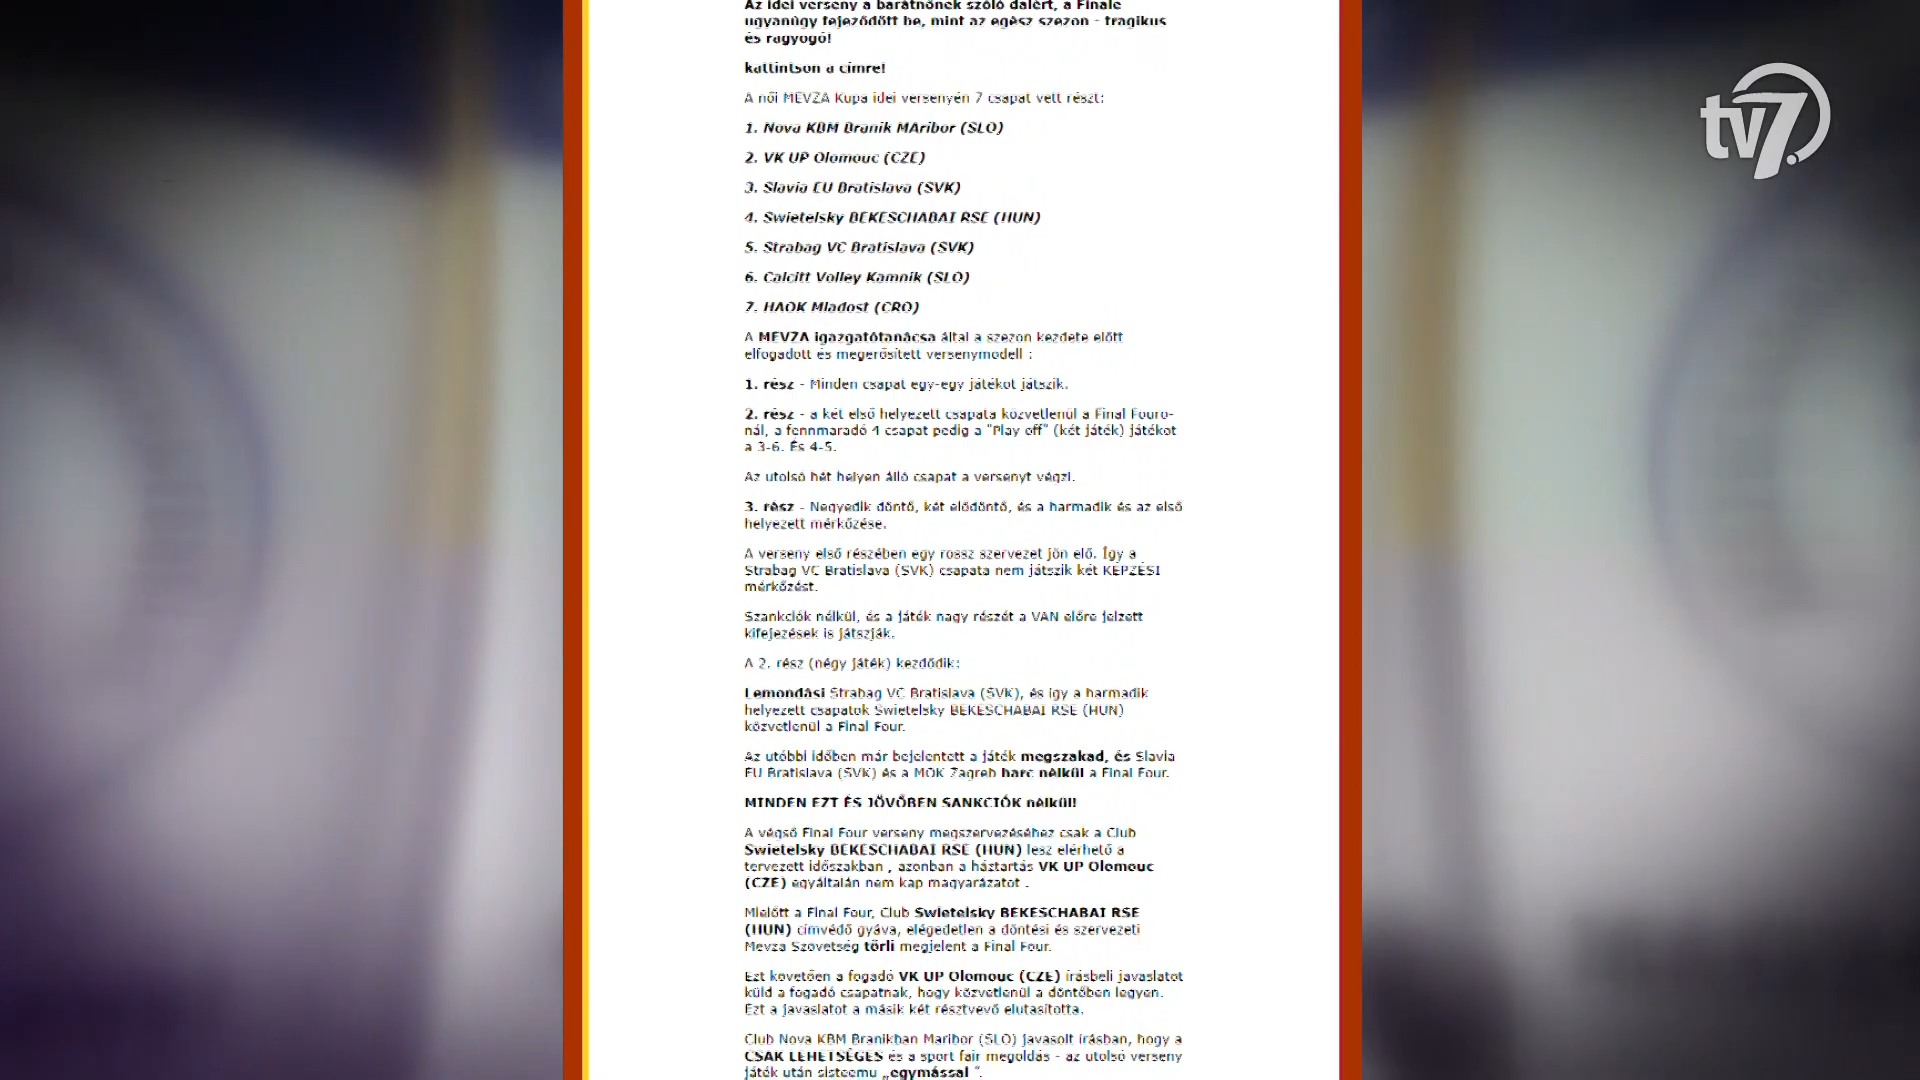 Az idei verseny a barátnőnek szóló dalért, a Finale
ugyanúgy fejeződött be, mint az egész szezon - tragikus
és ragyogó!
kattintson a címre!
A női MEVZA Kupa idei versenyén 7 csapat vett részt:
1. Nova KBM Branik MAribor (SLO)
2. VK UP Olomouc (CZE)
3. Slavia EU Bratislava (SVK)
4. Swietelsky BEKESCHABAI RSE (HUN)
5. Strabag VC Bratislava (SVK)
6. Calcitt Volley Kamnik (SLO)
7. HAOK Mladost (CRO)
A MEVZA igazgatótanácsa által a szezon kezdete előtt
elfogadott és megerősített versenymodell :
1. rész - Minden csapat egy-egy játékot játszik.
2. rész - a két első helyezett csapata közvetlenül a Final Fouro-
nál, a fennmaradó 4 csapat pedig a "Play off" (két játék) játékot
a 3-6. És 4-5.
Az utolsó hét helyen álló csapat a versenyt végzi.
3. rész - Negyedik döntő, két elődöntő, és a harmadik és az első
helyezett mérkőzése.
A verseny első részében egy rossz szervezet jön elő. Így a
Strabag VC Bratislava (SVK) csapata nem játszik két KÉPZÉSI
mérkőzést.
Szankciók nélkül, és a játék nagy részét a VAN előre jelzett
kifejezések is játszják.
A 2. rész (négy játék) kezdődik:
Lemondási Strabag VC Bratislava (SVK), és így a harmadik
helyezett csapatok Swietelsky BEKESCHABAI RSE (HUN)
közvetlenül a Final Four.
Az utóbbi időben már bejelentett a játék megszakad, és Slavia
EU Bratislava (SVK) és a MOK Zagreb harc nélkül a Final Four.
MINDEN EZT ÉS JÖVŐBEN SANKCIÓK nélkül!
A végső Final Four verseny megszervezéséhez csak a Club
Swietelsky BEKESCHABAI RSE (HUN) lesz elérhető a
tervezett időszakban , azonban a háztartás VK UP Olomouc
(CZE) egyáltalán nem kap magyarázatot .
Mielőtt a Final Four, Club Swietelsky BEKESCHABAI RSE
(HUN) címvédő gyáva, elégedetlen a döntési és szervezeti
Mevza Szövetség törli megjelent a Final Four.
Ezt követően a fogadó VK UP Olomouc (CZE) írásbeli javaslatot
küld a fogadó csapatnak, hogy közvetlenül a döntőben legyen.
Ezt a javaslatot a másik két résztvevő elutasította.
Club Nova KBM Branikban Maribor (SLO) javasolt írásban, hogy a
CSAK LEHETSÉGES és a sport fair megoldás - az utolsó verseny
játék után sisteemu „egymással ".
tv7